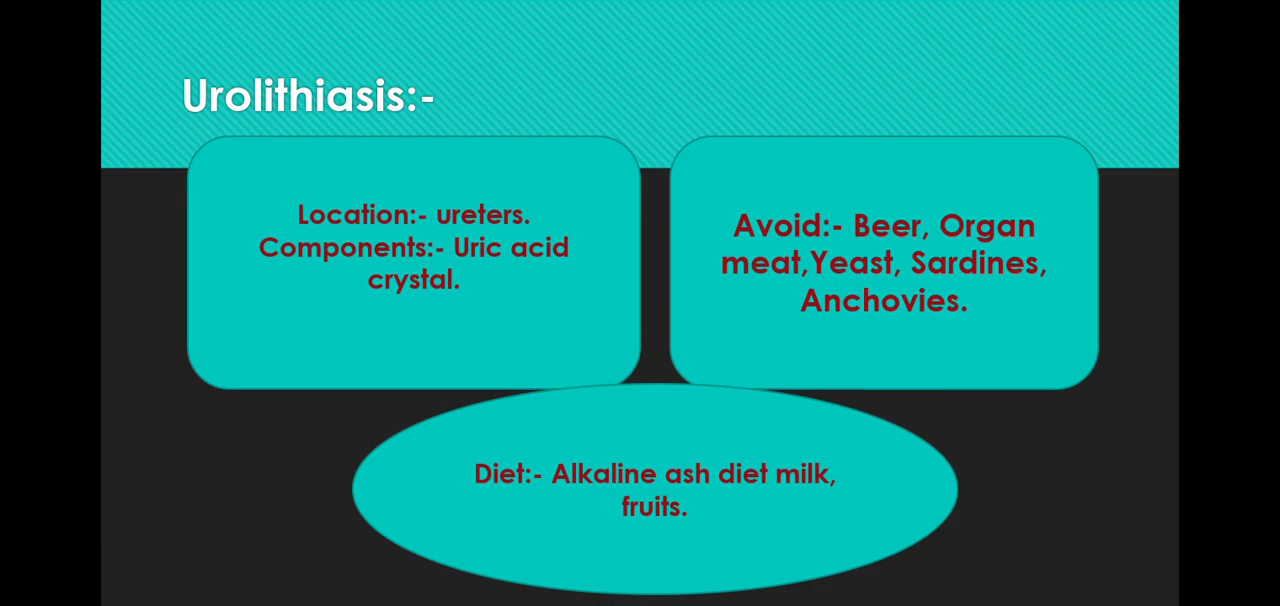 Urolithiasis:-
Location:- ureters.
Components:- Uric acid
crystal.
Avoid:- Beer, Organ
meat,Yeast, Sardines,
Anchovies.
Diet:- Alkaline ash diet milk,
fruits.